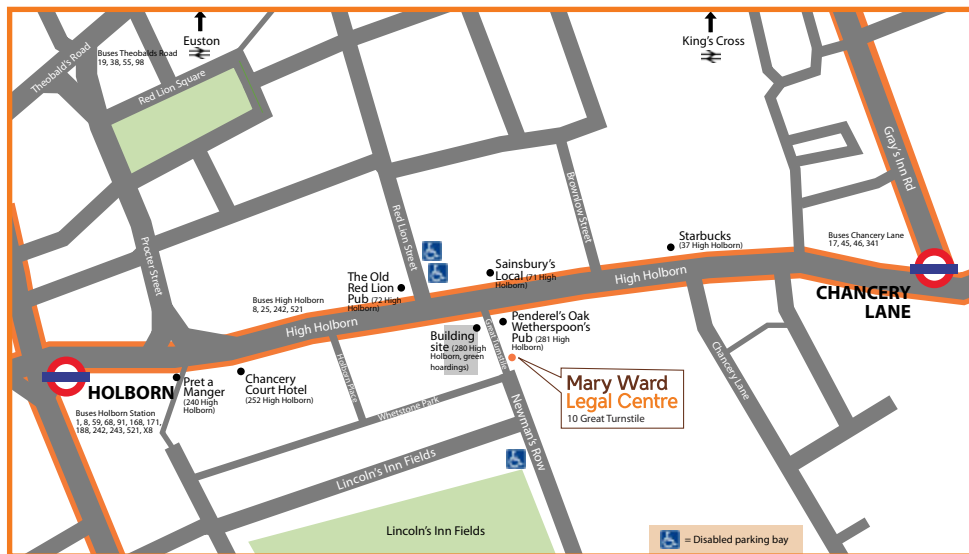 Euston
King's Cross
Theobald's Road
Buses Theobalds Road
19, 38, 55, 98
Red Lion Square
Gray's Inn Rd
Procter Street
Red Lion Street
Brownlow Street
Starbucks
(37 High Holborn)
Buses Chancery Lane
17, 45, 46, 341
Sainsbury's
Local (71 High
Holborn)
High Holborn
The Old
Red Lion
Pub (72 High
Holborn)
Buses High Holborn
8, 25, 242, 521
High Holborn
CHANCERY
LANE
Building
site (280 High
Holborn, green
hoardings)
Great Turnstile
Penderel's Oak
Wetherspoon's
Pub (281 High
Holborn)
Holborn Place
Chancery Lane
HOLBORN
Pret a
Manger
(240 High
Holborn)
Chancery
Court Hotel
(252 High Holborn)
Mary Ward
Legal Centre
10 Great Turnstile
Buses Holborn Station
1, 8, 59, 68, 91, 168, 171,
188, 242, 243, 521, X8
Whetstone Park
Newman's Row
Lincoln's Inn Fields
Lincoln's Inn Fields
= Disabled parking bay